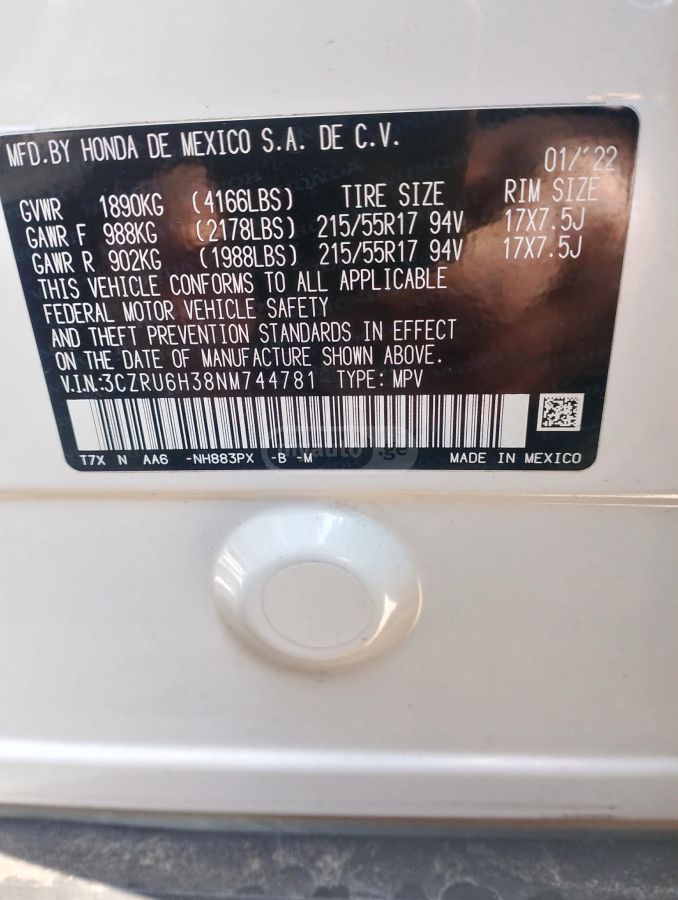 MFD.BY HONDA DE MEXICO S.A. DE C.V.
01/'22
GVWR 1890KG (4166LBS) TIRE SIZE RIM SIZE
GAWR F 988KG (2178LBS) 215/55R17 94V 17X7.5J
GAWR R 902KG (1988LBS) 215/55R17 94V 17X7.5J
THIS VEHICLE CONFORMS TO ALL APPLICABLE
FEDERAL MOTOR VEHICLE SAFETY
AND THEFT PREVENTION STANDARDS IN EFFECT
ON THE DATE OF MANUFACTURE SHOWN ABOVE.
V.I.N:3CZRU6H38NM744781 TYPE: MPV
T7X N AA6 -NH883PX -B -M MADE IN MEXICO